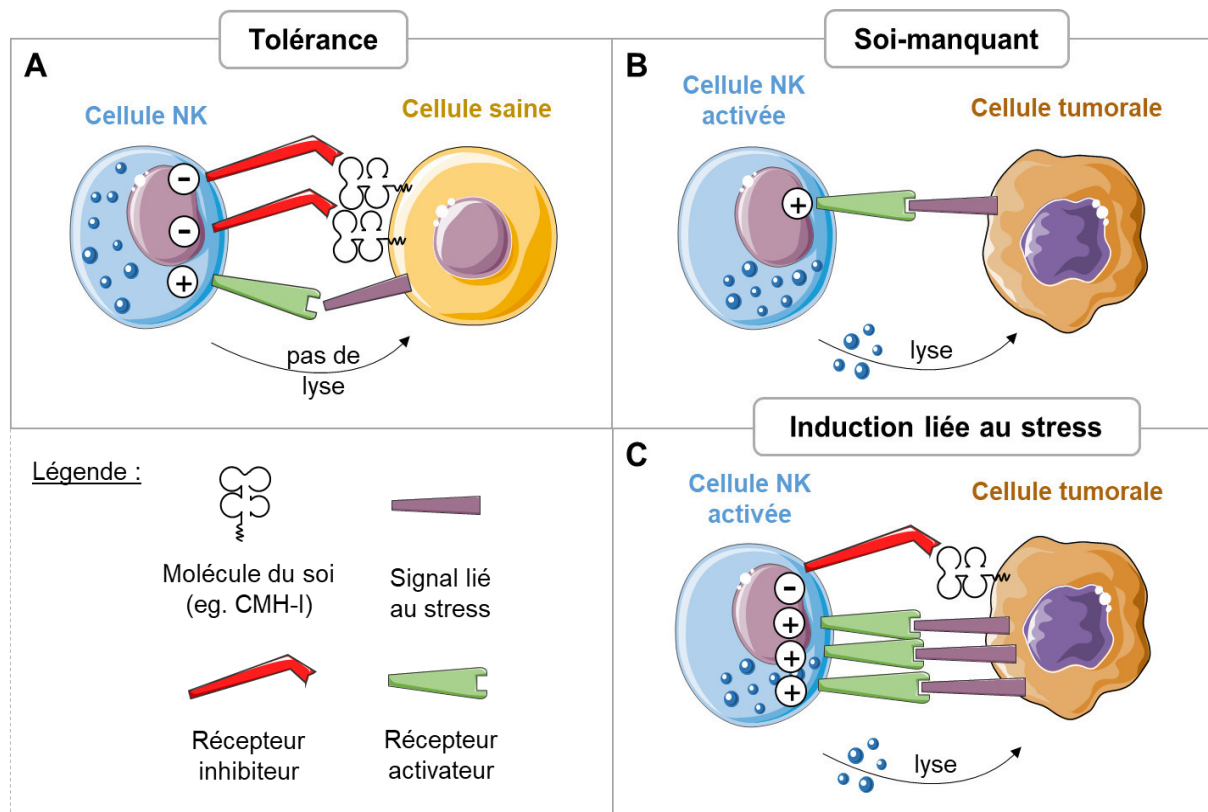 Tolérance
A
Cellule NK
Cellule saine
-
-
+
pas de
lyse
Soi-manquant
B
Cellule NK
activée
Cellule tumorale
+
lyse
Légende :
Molécule du soi
(eg. CMH-I)
Signal lié
au stress
Récepteur
inhibiteur
Récepteur
activateur
Induction liée au stress
C
Cellule NK
activée
Cellule tumorale
-
+
+
+
lyse